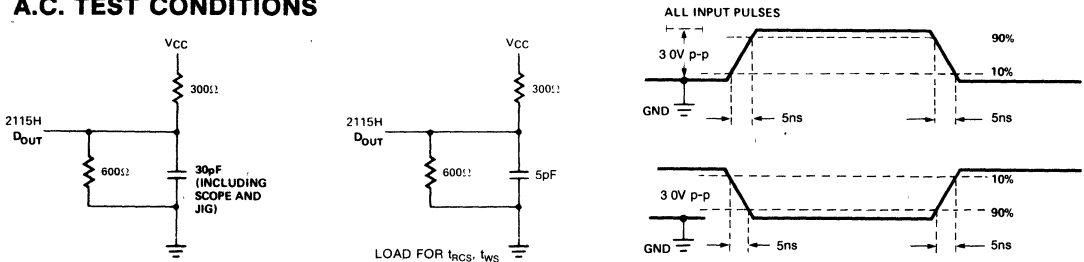 A.C. TEST CONDITIONS
VCC
300Ω
2115H
DOUT
600Ω
30pF
(INCLUDING
SCOPE AND
JIG)
VCC
300Ω
2115H
DOUT
600Ω
5pF
LOAD FOR tRCS, tWS
ALL INPUT PULSES
3 0V p-p
90%
10%
GND
5ns
5ns
3 0V p-p
10%
90%
GND
5ns
5ns